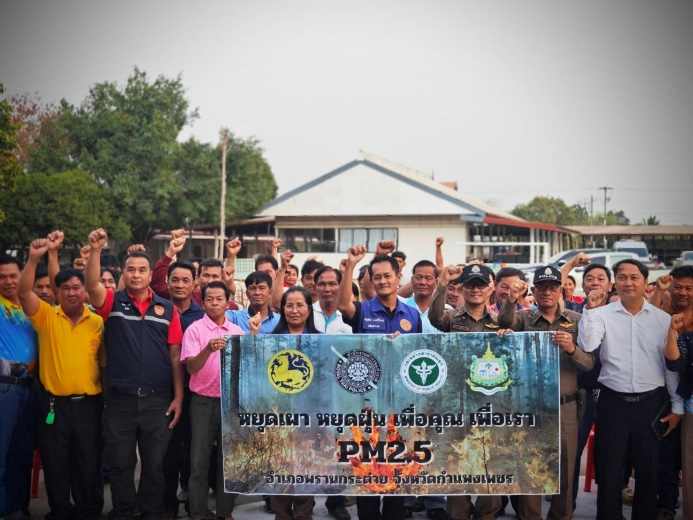 หยุดเผา หยุดฝุ่น เพื่อคุณ เพื่อเรา
PM2.5
อำเภอพรานกระต่าย จังหวัดกำแพงเพชร